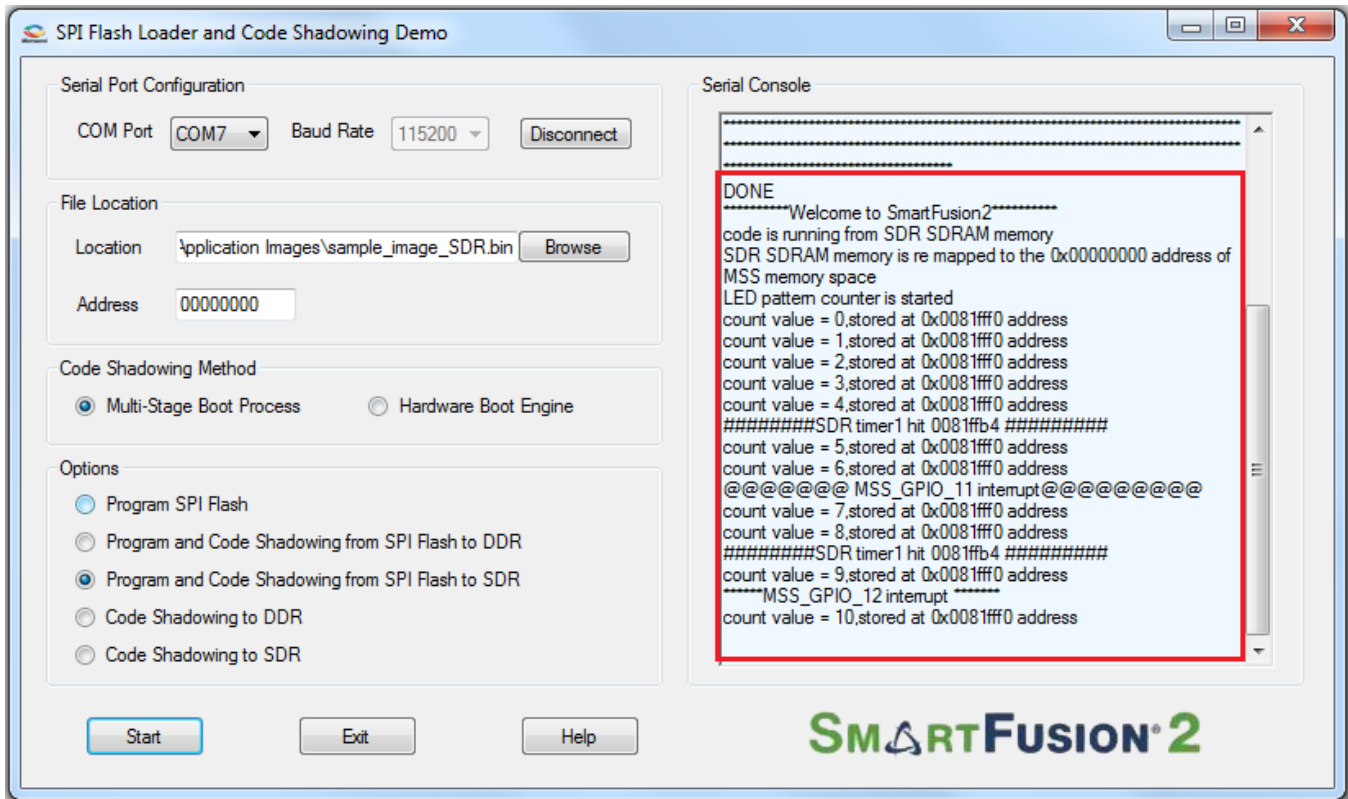 SPI Flash Loader and Code Shadowing Demo
Serial Port Configuration
COM Port COM7 Baud Rate 115200 Disconnect
File Location
Location Application Images\sample_image_SDR.bin Browse
Address 00000000
Code Shadowing Method
Multi-Stage Boot Process Hardware Boot Engine
Options
Program SPI Flash
Program and Code Shadowing from SPI Flash to DDR
Program and Code Shadowing from SPI Flash to SDR
Code Shadowing to DDR
Code Shadowing to SDR
Start Exit Help
Serial Console
********************************************************************************
********************************************************************************
***********************************
DONE
**********Welcome to SmartFusion2**********
code is running from SDR SDRAM memory
SDR SDRAM memory is re mapped to the 0x00000000 address of
MSS memory space
LED pattern counter is started
count value = 0,stored at 0x0081fff0 address
count value = 1,stored at 0x0081fff0 address
count value = 2,stored at 0x0081fff0 address
count value = 3,stored at 0x0081fff0 address
count value = 4,stored at 0x0081fff0 address
########SDR timer1 hit 0081ffb4 #########
count value = 5,stored at 0x0081fff0 address
count value = 6,stored at 0x0081fff0 address
@@@@@@@ MSS_GPIO_11 interrupt@@@@@@@@@
count value = 7,stored at 0x0081fff0 address
count value = 8,stored at 0x0081fff0 address
########SDR timer1 hit 0081ffb4 #########
count value = 9,stored at 0x0081fff0 address
******MSS_GPIO_12 interrupt *******
count value = 10,stored at 0x0081fff0 address
SMARTFUSION® 2